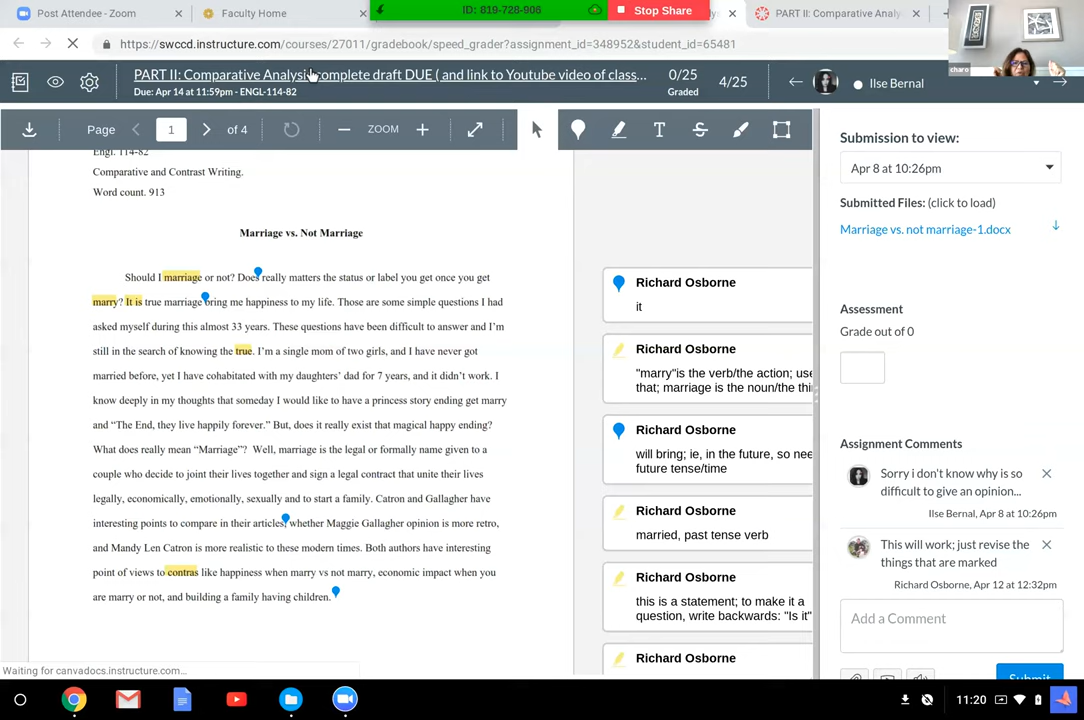 Post Attendee - Zoom
Faculty Home
ID: 819-728-906
Stop Share
PART II: Comparative Analy
https://swccd.instructure.com/courses/27011/gradebook/speed_grader?assignment_id=348952&student_id=65481
charo
PART II: Comparative Analysis complete draft DUE ( and link to Youtube video of class...
Due: Apr 14 at 11:59pm - ENGL-114-82
0/25
Graded
4/25
Ilse Bernal
Page 1 of 4
ZOOM
Engl. 114-82
Comparative and Contrast Writing.
Word count. 913
Marriage vs. Not Marriage
Should I marriage or not? Does really matters the status or label you get once you get
marry? It is true marriage bring me happiness to my life. Those are some simple questions I had
asked myself during this almost 33 years. These questions have been difficult to answer and I'm
still in the search of knowing the true. I'm a single mom of two girls, and I have never got
married before, yet I have cohabitated with my daughters' dad for 7 years, and it didn't work. I
know deeply in my thoughts that someday I would like to have a princess story ending get marry
and “The End, they live happily forever.” But, does it really exist that magical happy ending?
What does really mean “Marriage”? Well, marriage is the legal or formally name given to a
couple who decide to joint their lives together and sign a legal contract that unite their lives
legally, economically, emotionally, sexually and to start a family. Catron and Gallagher have
interesting points to compare in their articles, whether Maggie Gallagher opinion is more retro,
and Mandy Len Catron is more realistic to these modern times. Both authors have interesting
point of views to contras like happiness when marry vs not marry, economic impact when you
are marry or not, and building a family having children.
Richard Osborne
it
Richard Osborne
"marry"is the verb/the action; use
that; marriage is the noun/the thi
Richard Osborne
will bring; ie, in the future, so nee
future tense/time
Richard Osborne
married, past tense verb
Richard Osborne
this is a statement; to make it a
question, write backwards: "Is it"
Richard Osborne
Submission to view:
Apr 8 at 10:26pm
Submitted Files: (click to load)
Marriage vs. not marriage-1.docx
Assessment
Grade out of 0
Assignment Comments
Sorry i don't know why is so
difficult to give an opinion...
Ilse Bernal, Apr 8 at 10:26pm
This will work; just revise the
things that are marked
Richard Osborne, Apr 12 at 12:32pm
Add a Comment
Submit
Waiting for canvadocs.instructure.com...
11:20